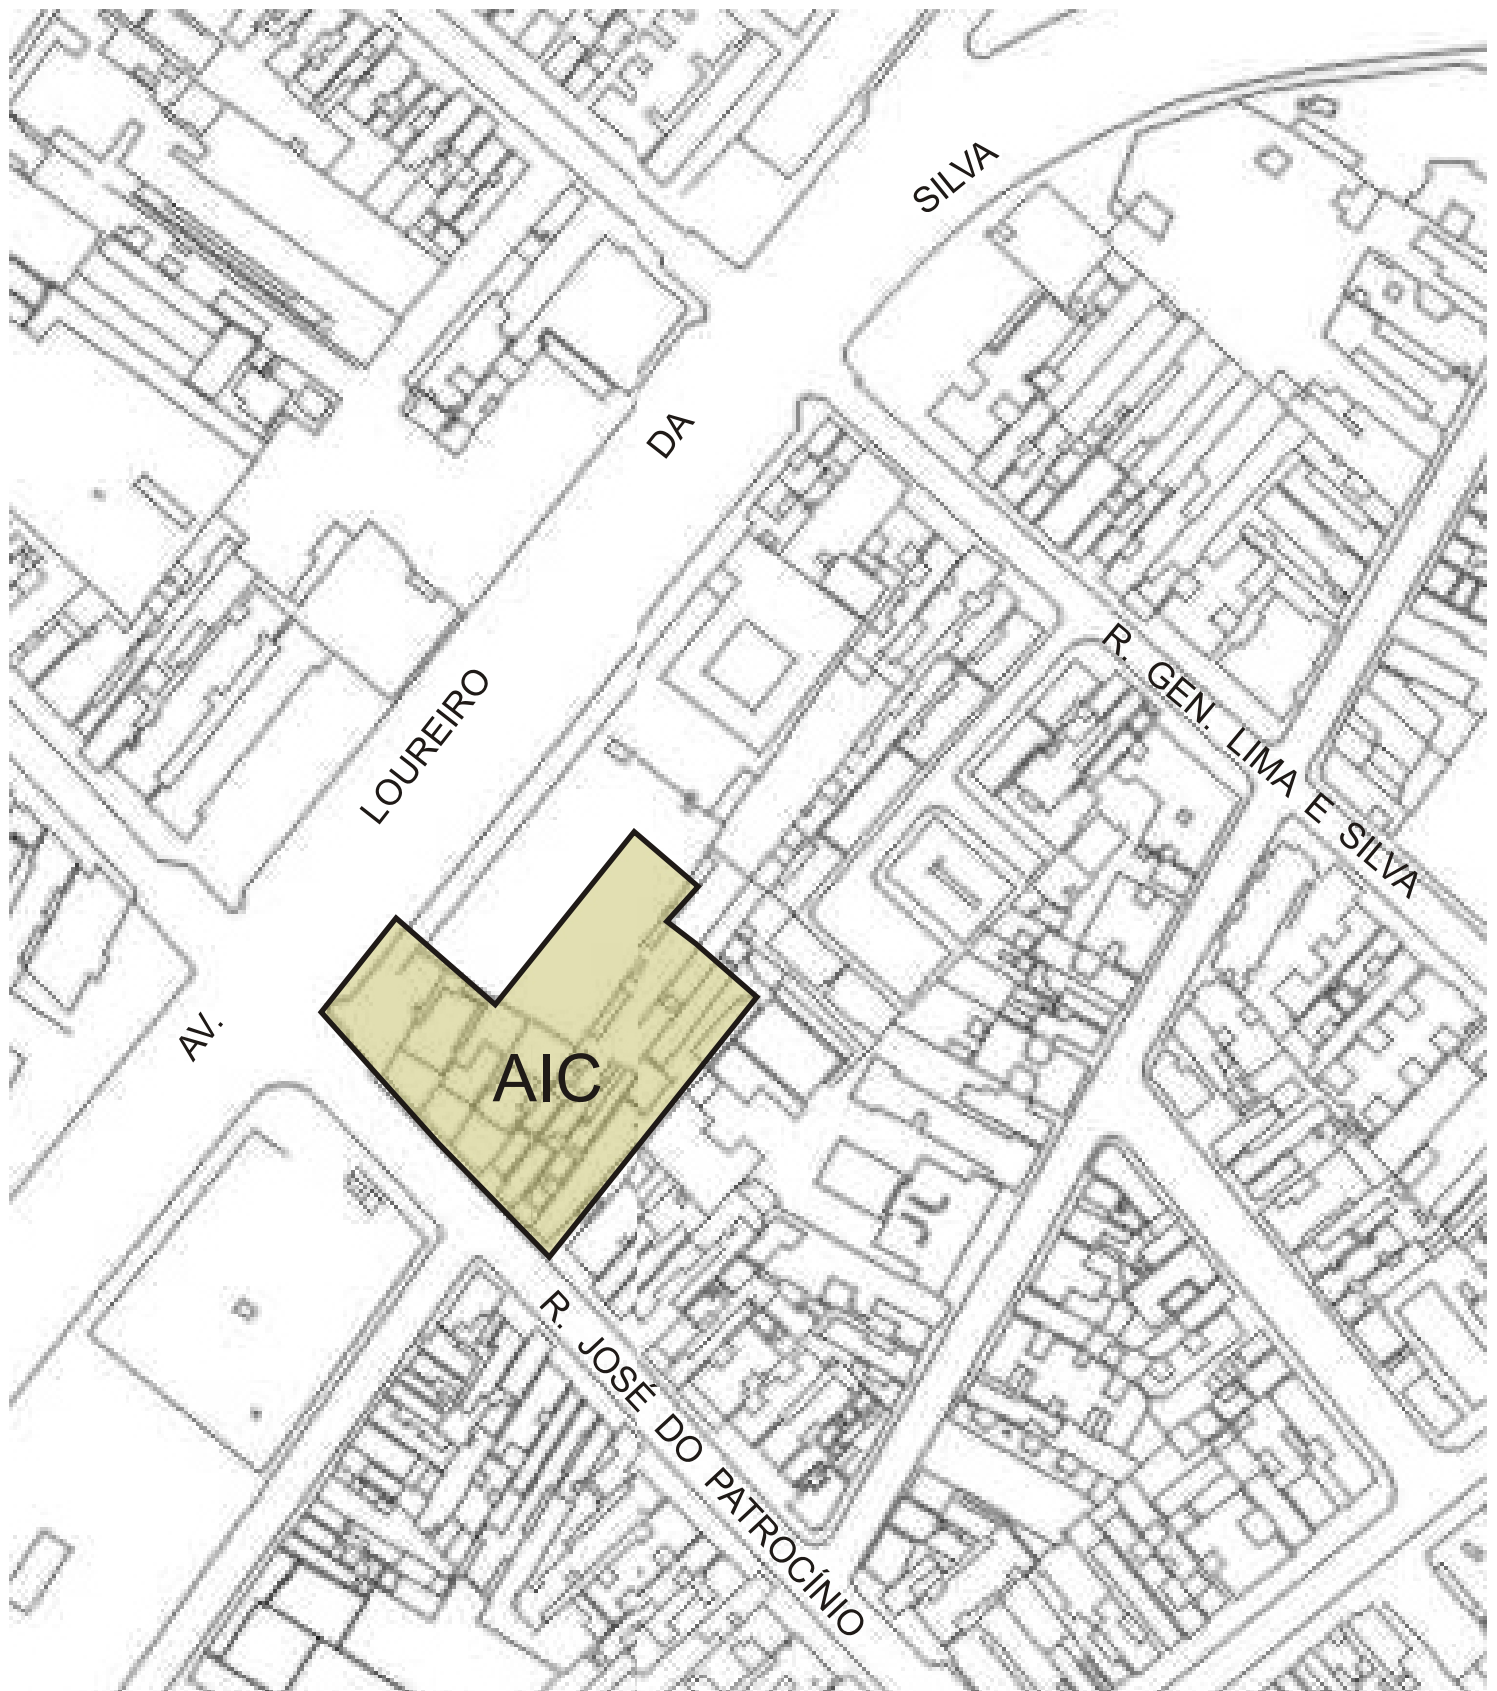 AV. LOUREIRO DA SILVA
R. GEN. LIMA E SILVA
AIC
R. JOSÉ DO PATROCÍNIO